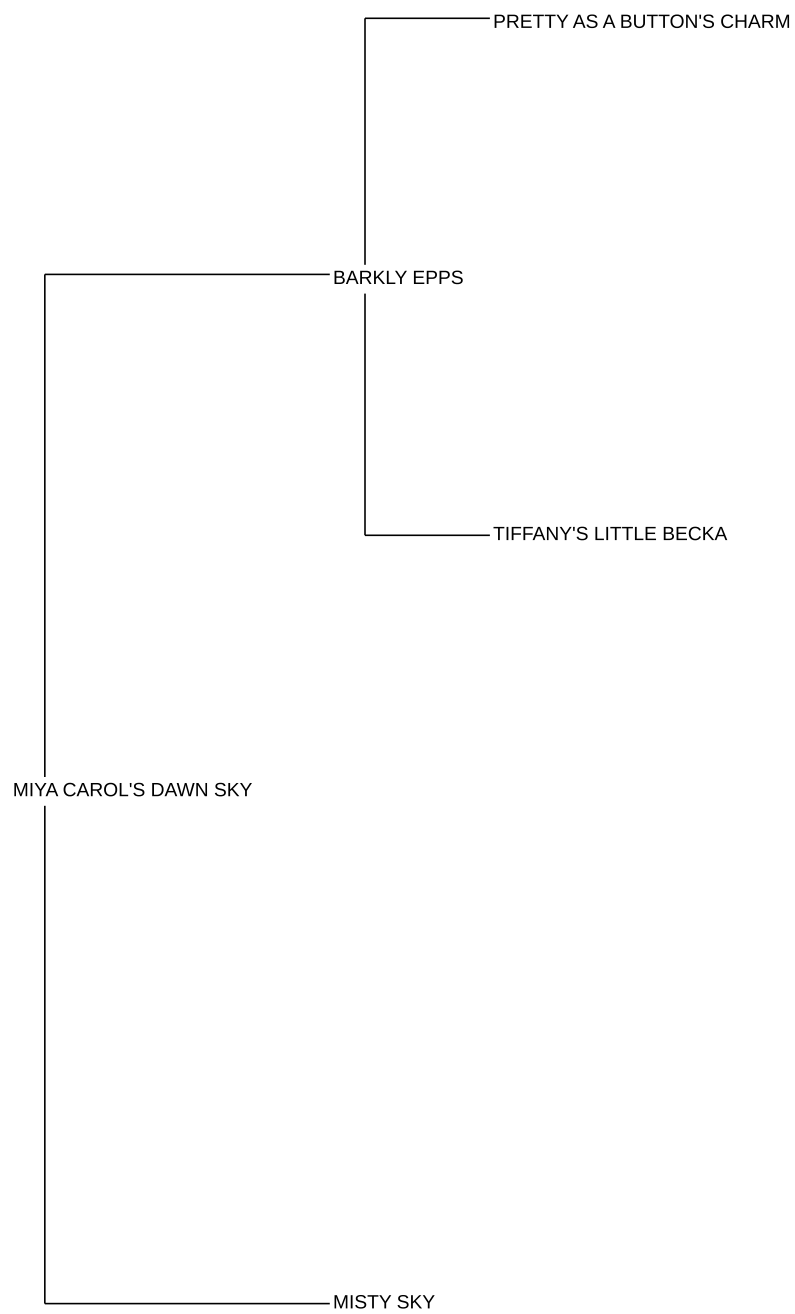 PRETTY AS A BUTTON'S CHARM
BARKLY EPPS
TIFFANY'S LITTLE BECKA
MIYA CAROL'S DAWN SKY
MISTY SKY